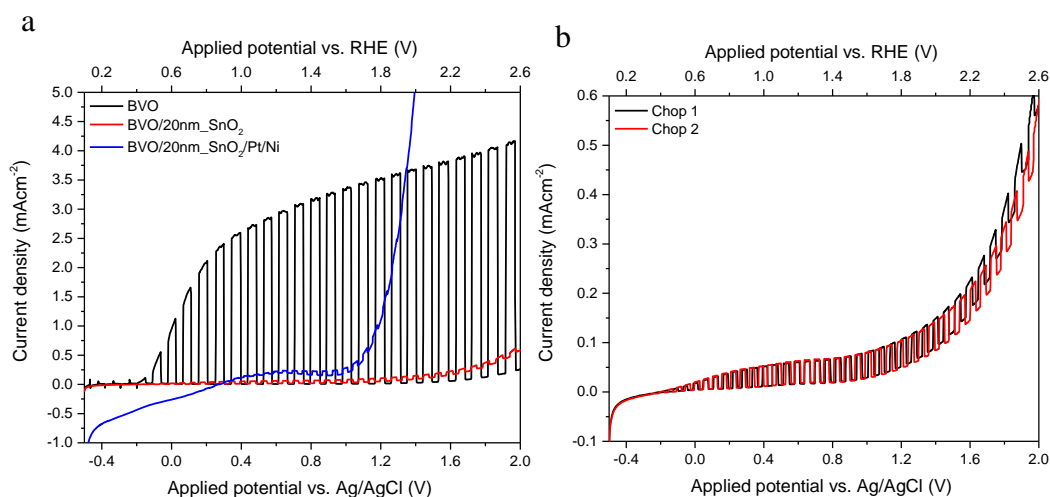 a
Applied potential vs. RHE (V)
0.2 0.6 1.0 1.4 1.8 2.2 2.6
5.0
4.5
4.0
3.5
3.0
2.5
2.0
1.5
1.0
0.5
0.0
-0.5
-1.0
Current density (mAcm⁻²)
BVO
BVO/20nm_SnO₂
BVO/20nm_SnO₂/Pt/Ni
-0.4 0.0 0.4 0.8 1.2 1.6 2.0
Applied potential vs. Ag/AgCl (V)
b
Applied potential vs. RHE (V)
0.2 0.6 1.0 1.4 1.8 2.2 2.6
0.6
0.5
0.4
0.3
0.2
0.1
0.0
-0.1
Current density (mAcm⁻²)
Chop 1
Chop 2
-0.4 0.0 0.4 0.8 1.2 1.6 2.0
Applied potential vs. Ag/AgCl (V)